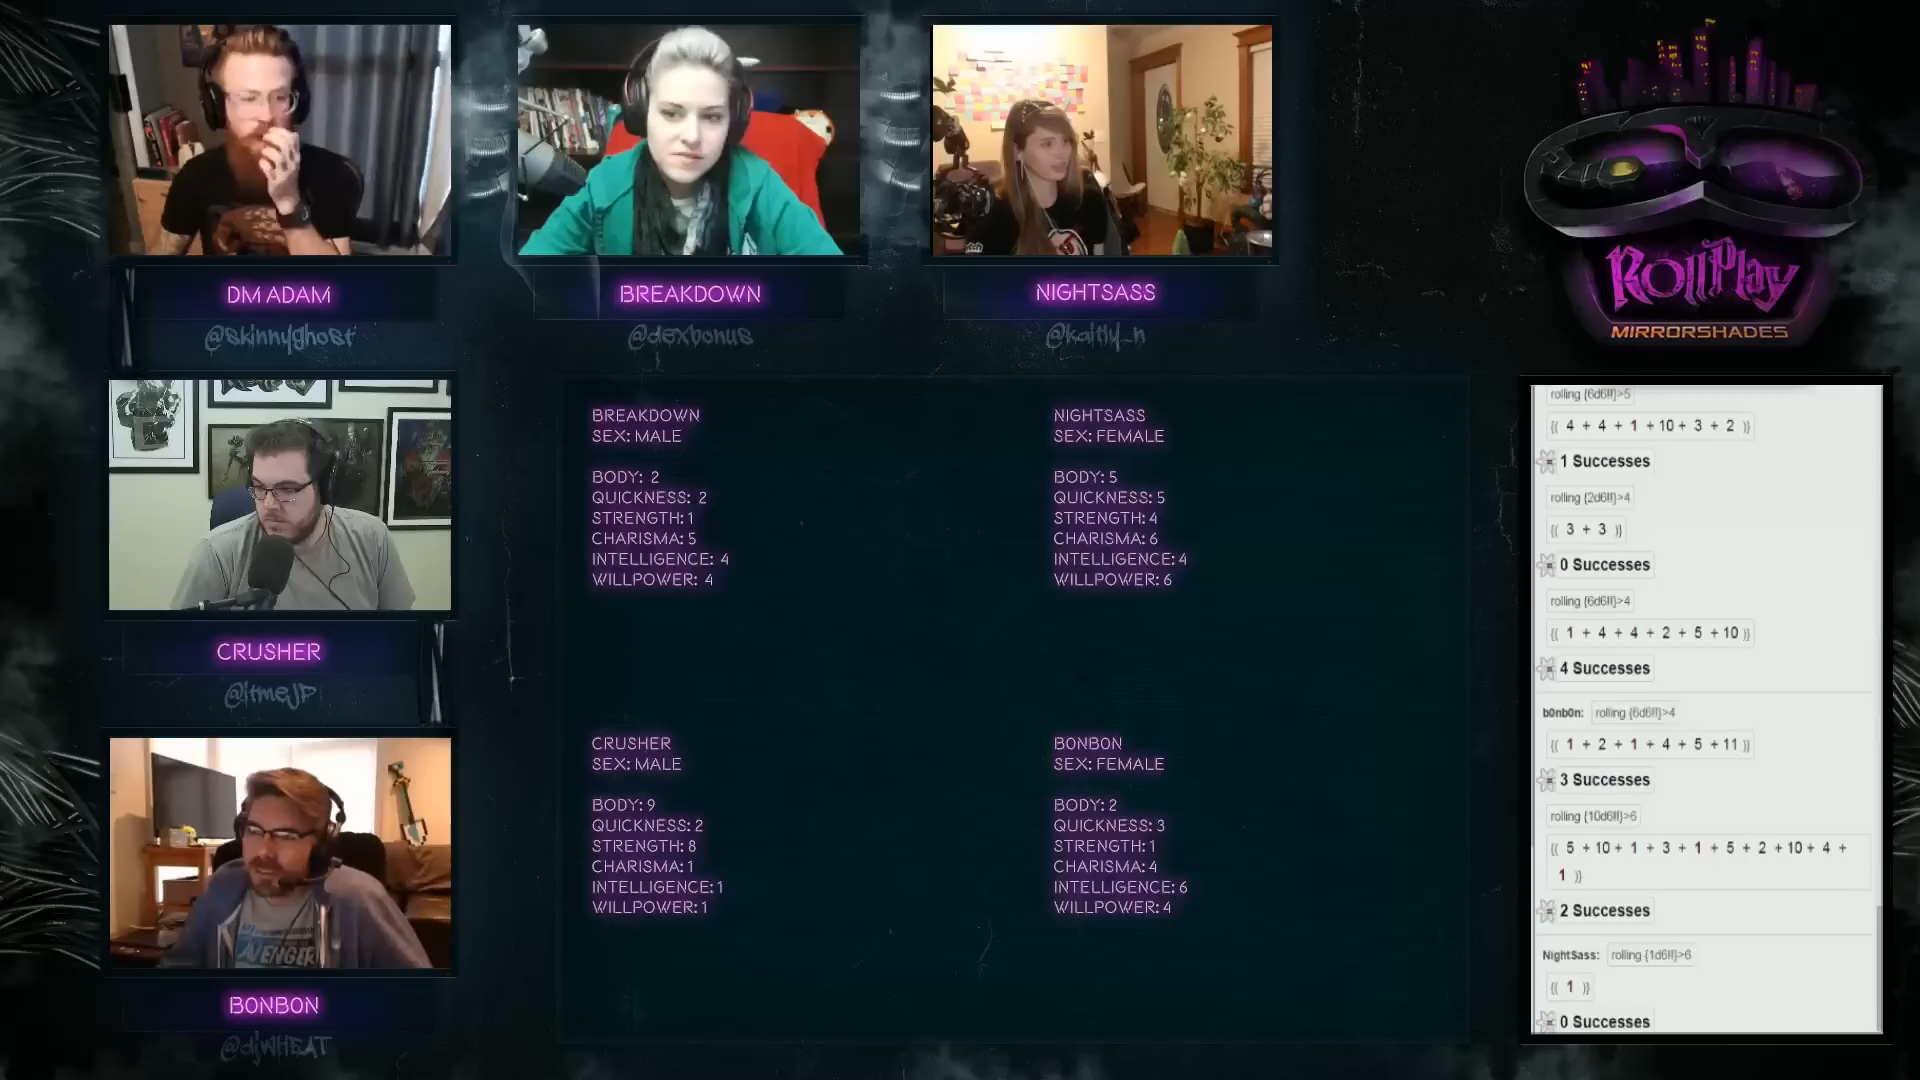 DM ADAM
@skinnyghost
BREAKDOWN
@dexbonus
NIGHTSASS
@kaitly_n
RollPlay
MIRRORSHADES
CRUSHER
@itmeJP
AVENGER
B0NB0N
@djWHEAT
BREAKDOWN
SEX: MALE
BODY: 2
QUICKNESS: 2
STRENGTH: 1
CHARISMA: 5
INTELLIGENCE: 4
WILLPOWER: 4
NIGHTSASS
SEX: FEMALE
BODY: 5
QUICKNESS: 5
STRENGTH: 4
CHARISMA: 6
INTELLIGENCE: 4
WILLPOWER: 6
CRUSHER
SEX: MALE
BODY: 9
QUICKNESS: 2
STRENGTH: 8
CHARISMA: 1
INTELLIGENCE: 1
WILLPOWER: 1
B0NB0N
SEX: FEMALE
BODY: 2
QUICKNESS: 3
STRENGTH: 1
CHARISMA: 4
INTELLIGENCE: 6
WILLPOWER: 4
rolling {6d6!!}>5
(( 4 + 4 + 1 + 10 + 3 + 2 ))
= 1 Successes
rolling {2d6!!}>4
(( 3 + 3 ))
= 0 Successes
rolling {6d6!!}>4
(( 1 + 4 + 4 + 2 + 5 + 10 ))
= 4 Successes
b0nb0n: rolling {6d6!!}>4
(( 1 + 2 + 1 + 4 + 5 + 11 ))
= 3 Successes
rolling {10d6!!}>6
(( 5 + 10 + 1 + 3 + 1 + 5 + 2 + 10 + 4 +
1 ))
= 2 Successes
NightSass: rolling {1d6!!}>6
(( 1 ))
= 0 Successes